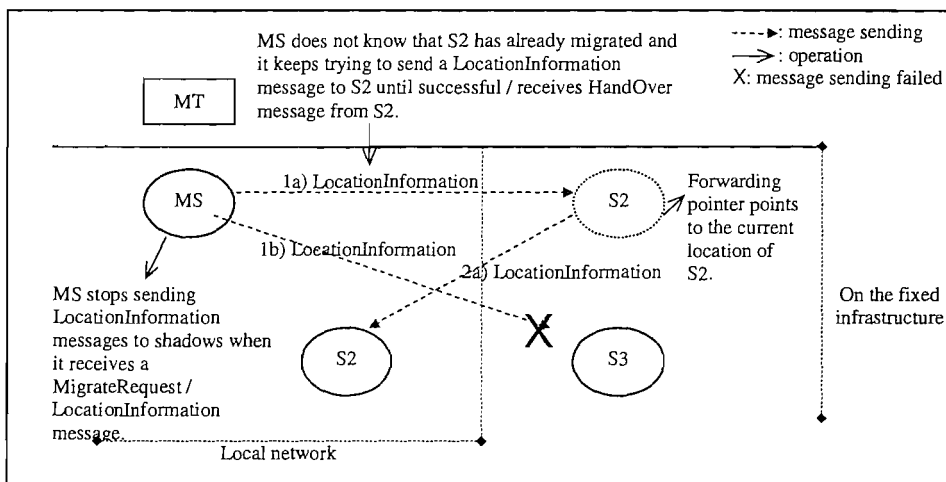 MS does not know that S2 has already migrated and
it keeps trying to send a LocationInformation
message to S2 until successful / receives HandOver
message from S2.
: message sending
: operation
X: message sending failed
MT
MS
1a) LocationInformation
S2
Forwarding
pointer points
to the current
location of
S2.
1b) LocationInformation
2a) LocationInformation
MS stops sending
LocationInformation
messages to shadows when
it receives a
MigrateRequest /
LocationInformation
message.
S2
X
S3
On the fixed
infrastructure
Local network